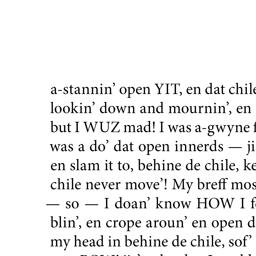 a-stannin’ open YIT, en dat chile
lookin’ down and mournin’, en
but I WUZ mad! I was a-gwyne f
was a do’ dat open innerds — ji
en slam it to, behine de chile, ke
chile never move’! My breff mos
— so — I doan’ know HOW I f
blin’, en crope aroun’ en open d
my head in behine de chile, sof’